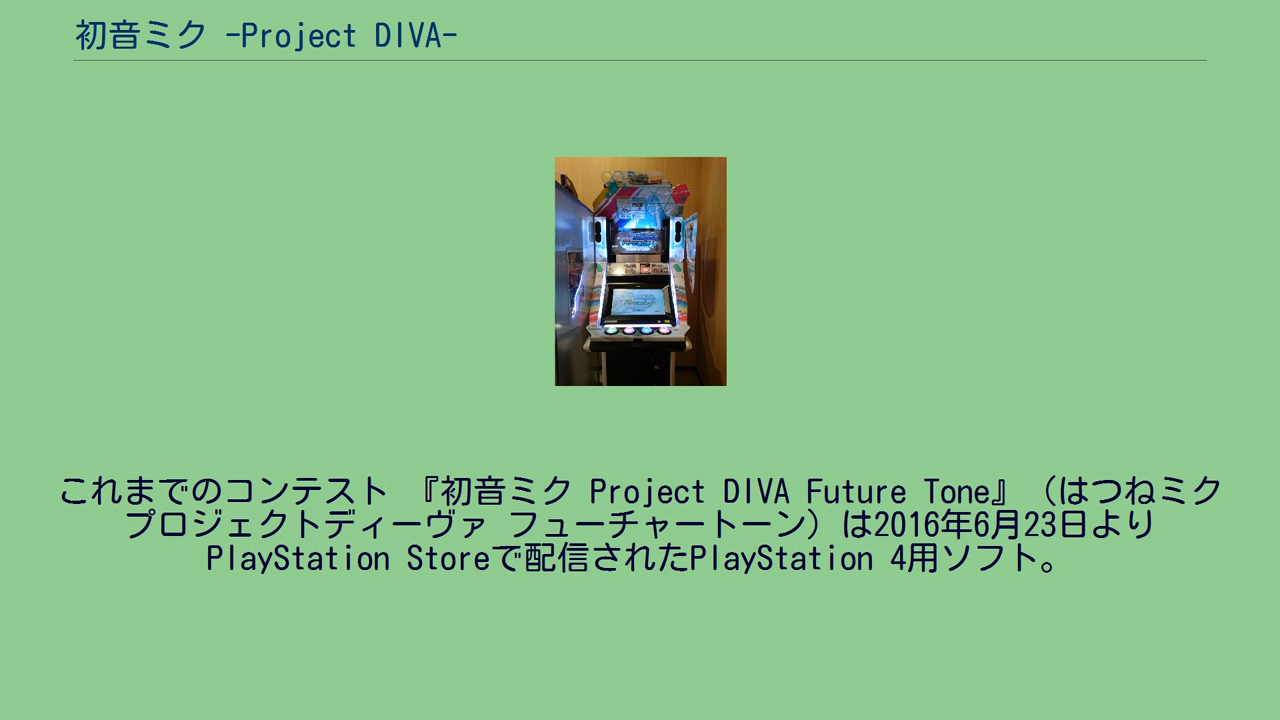 初音ミク -Project DIVA-
これまでのコンテスト 『初音ミク Project DIVA Future Tone』（はつねミク
プロジェクトディーヴァ フューチャートーン）は2016年6月23日より
PlayStation Storeで配信されたPlayStation 4用ソフト。